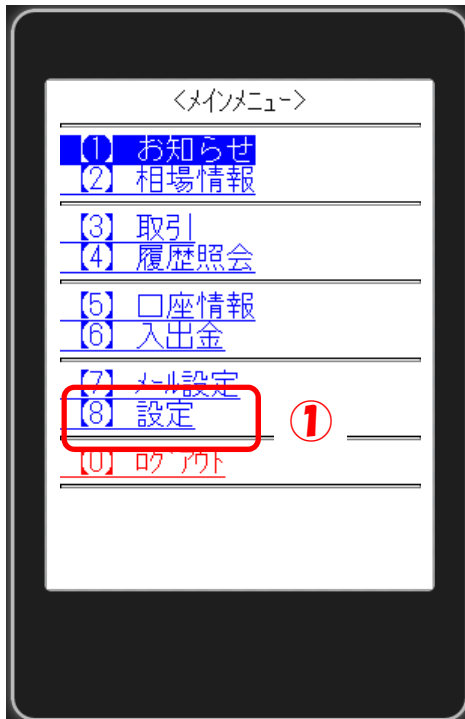 <メインメニュー>
【1】 お知らせ
【2】 相場情報
【3】 取引
【4】 履歴照会
【5】 口座情報
【6】 入出金
【7】 メール設定
【8】 設定
①
【0】 ログアウト